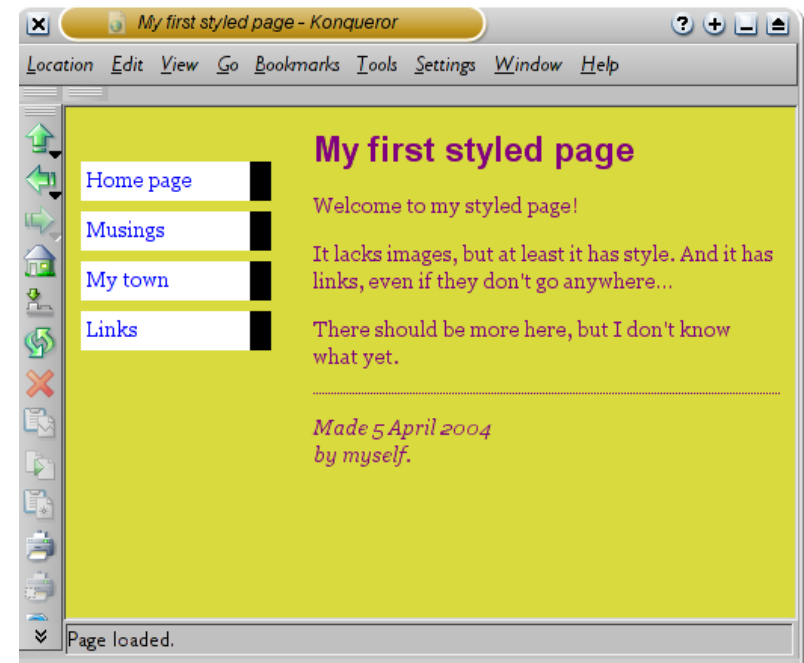 My first styled page - Konqueror
Location Edit View Go Bookmarks Tools Settings Window Help
Home page
Musings
My town
Links
My first styled page
Welcome to my styled page!
It lacks images, but at least it has style. And it has
links, even if they don't go anywhere…
There should be more here, but I don't know
what yet.
Made 5 April 2004
by myself.
Page loaded.